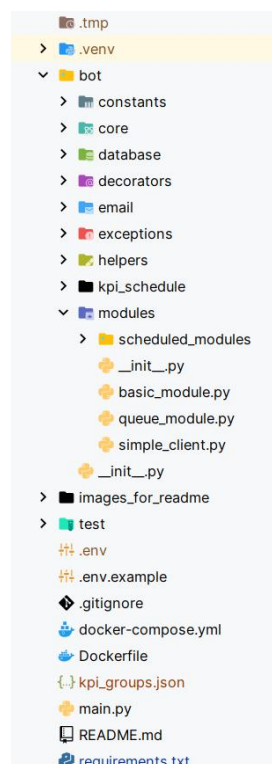 .tmp
.venv
bot
constants
core
database
decorators
email
exceptions
helpers
kpi_schedule
modules
scheduled_modules
__init__.py
basic_module.py
queue_module.py
simple_client.py
__init__.py
images_for_readme
test
.env
.env.example
.gitignore
docker-compose.yml
Dockerfile
kpi_groups.json
main.py
README.md
requirements.txt